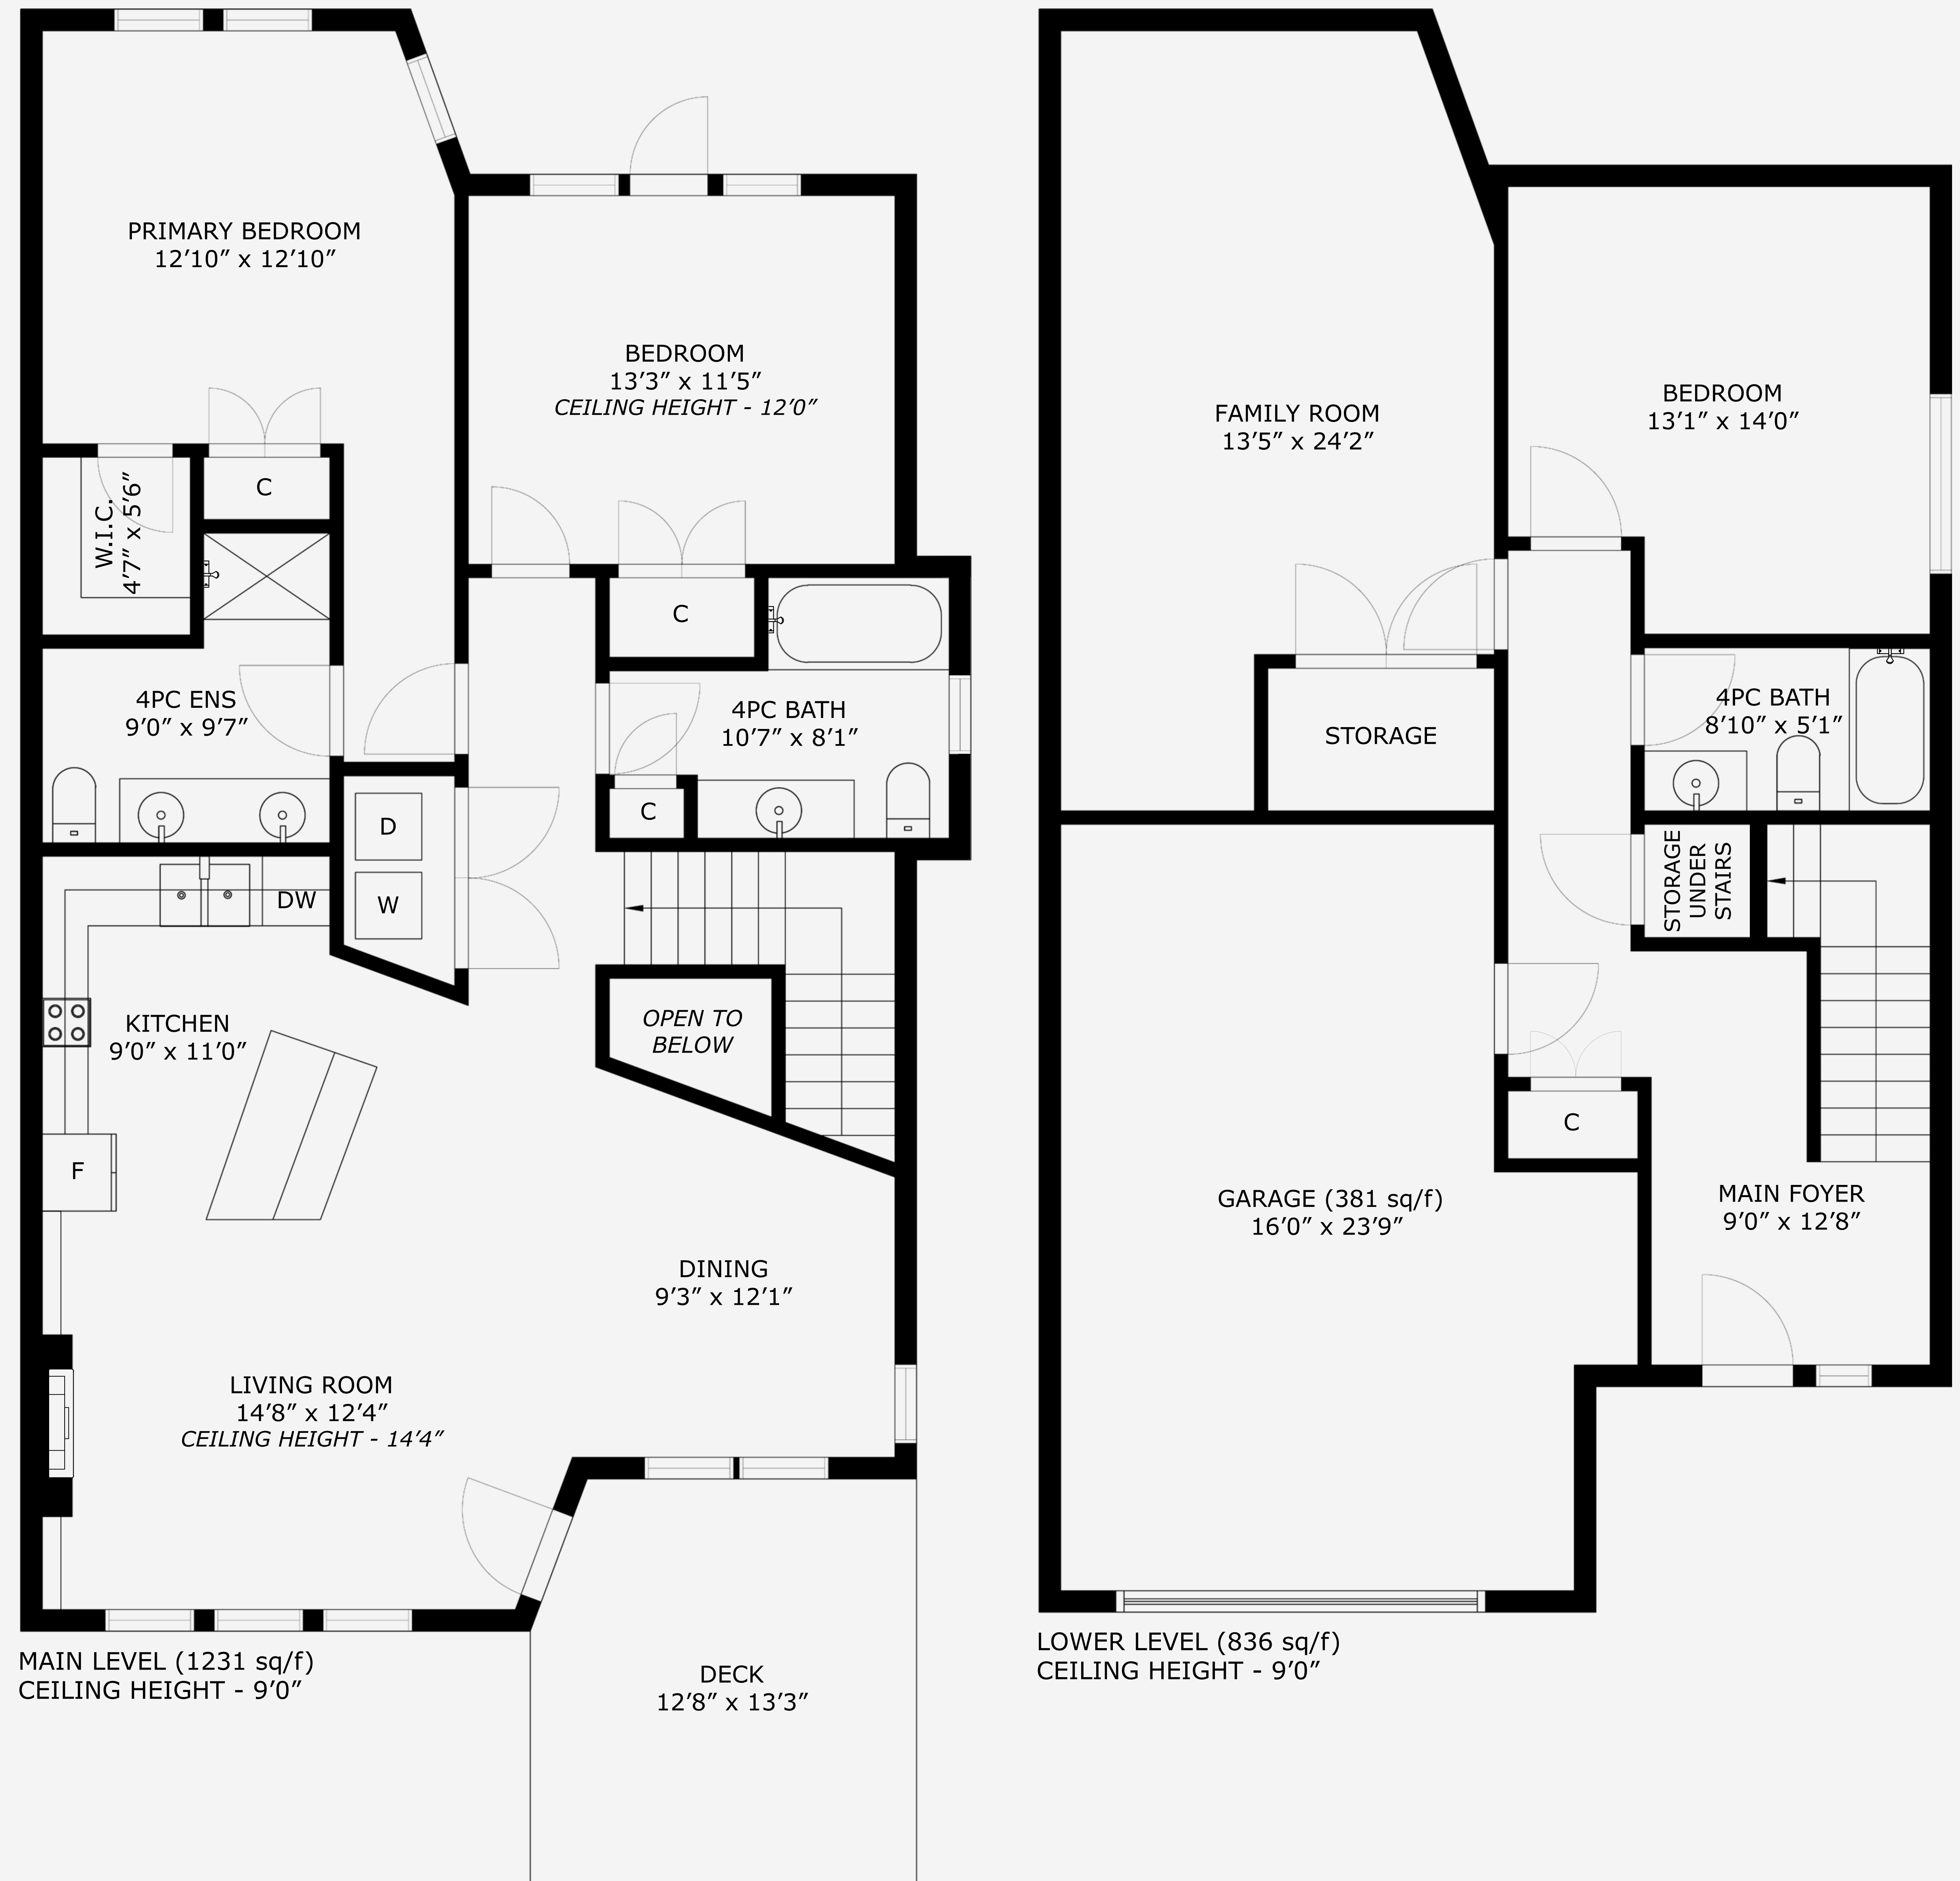 PRIMARY BEDROOM
12′10″ x 12′10″
BEDROOM
13′3″ x 11′5″
CEILING HEIGHT - 12′0″
W.I.C.
4′7″ x 5′6″
C
C
4PC ENS
9′0″ x 9′7″
4PC BATH
10′7″ x 8′1″
C
D
W
DW
KITCHEN
9′0″ x 11′0″
OPEN TO
BELOW
F
DINING
9′3″ x 12′1″
LIVING ROOM
14′8″ x 12′4″
CEILING HEIGHT - 14′4″
DECK
12′8″ x 13′3″
MAIN LEVEL (1231 sq/f)
CEILING HEIGHT - 9′0″
FAMILY ROOM
13′5″ x 24′2″
BEDROOM
13′1″ x 14′0″
STORAGE
4PC BATH
8′10″ x 5′1″
STORAGE
UNDER
STAIRS
C
GARAGE (381 sq/f)
16′0″ x 23′9″
MAIN FOYER
9′0″ x 12′8″
LOWER LEVEL (836 sq/f)
CEILING HEIGHT - 9′0″